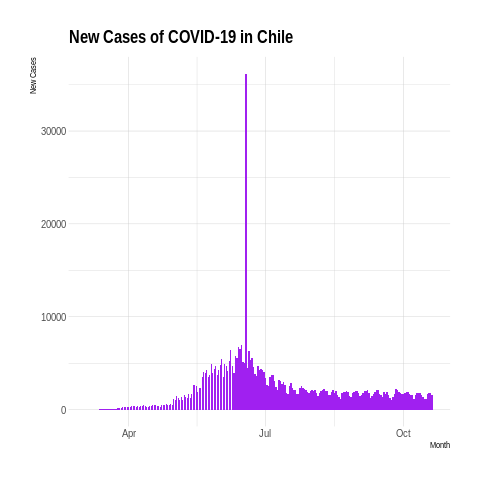 New Cases of COVID-19 in Chile
New Cases
30000
20000
10000
0
Apr
Jul
Oct
Month